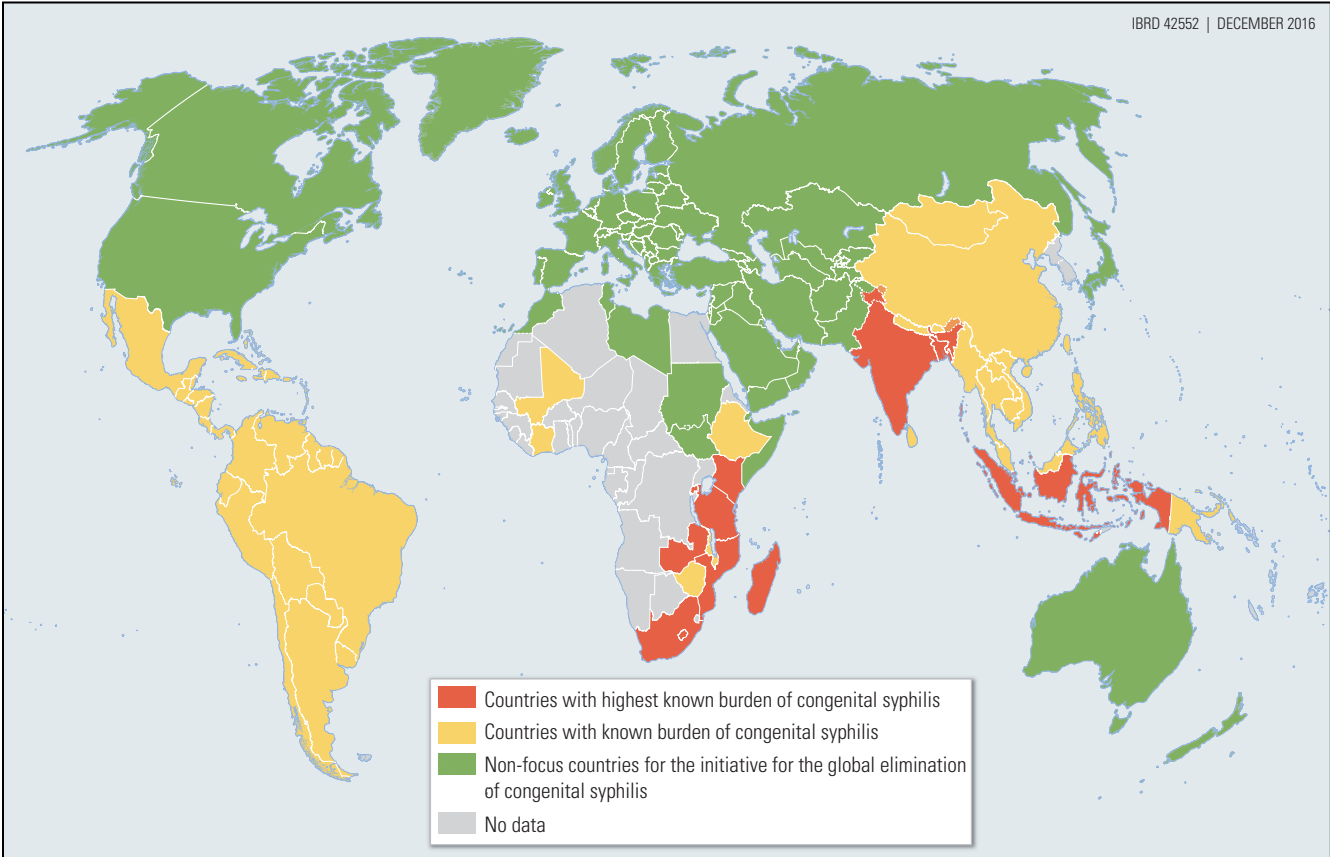 IBRD 42552 | DECEMBER 2016
Countries with highest known burden of congenital syphilis
Countries with known burden of congenital syphilis
Non-focus countries for the initiative for the global elimination
of congenital syphilis
No data